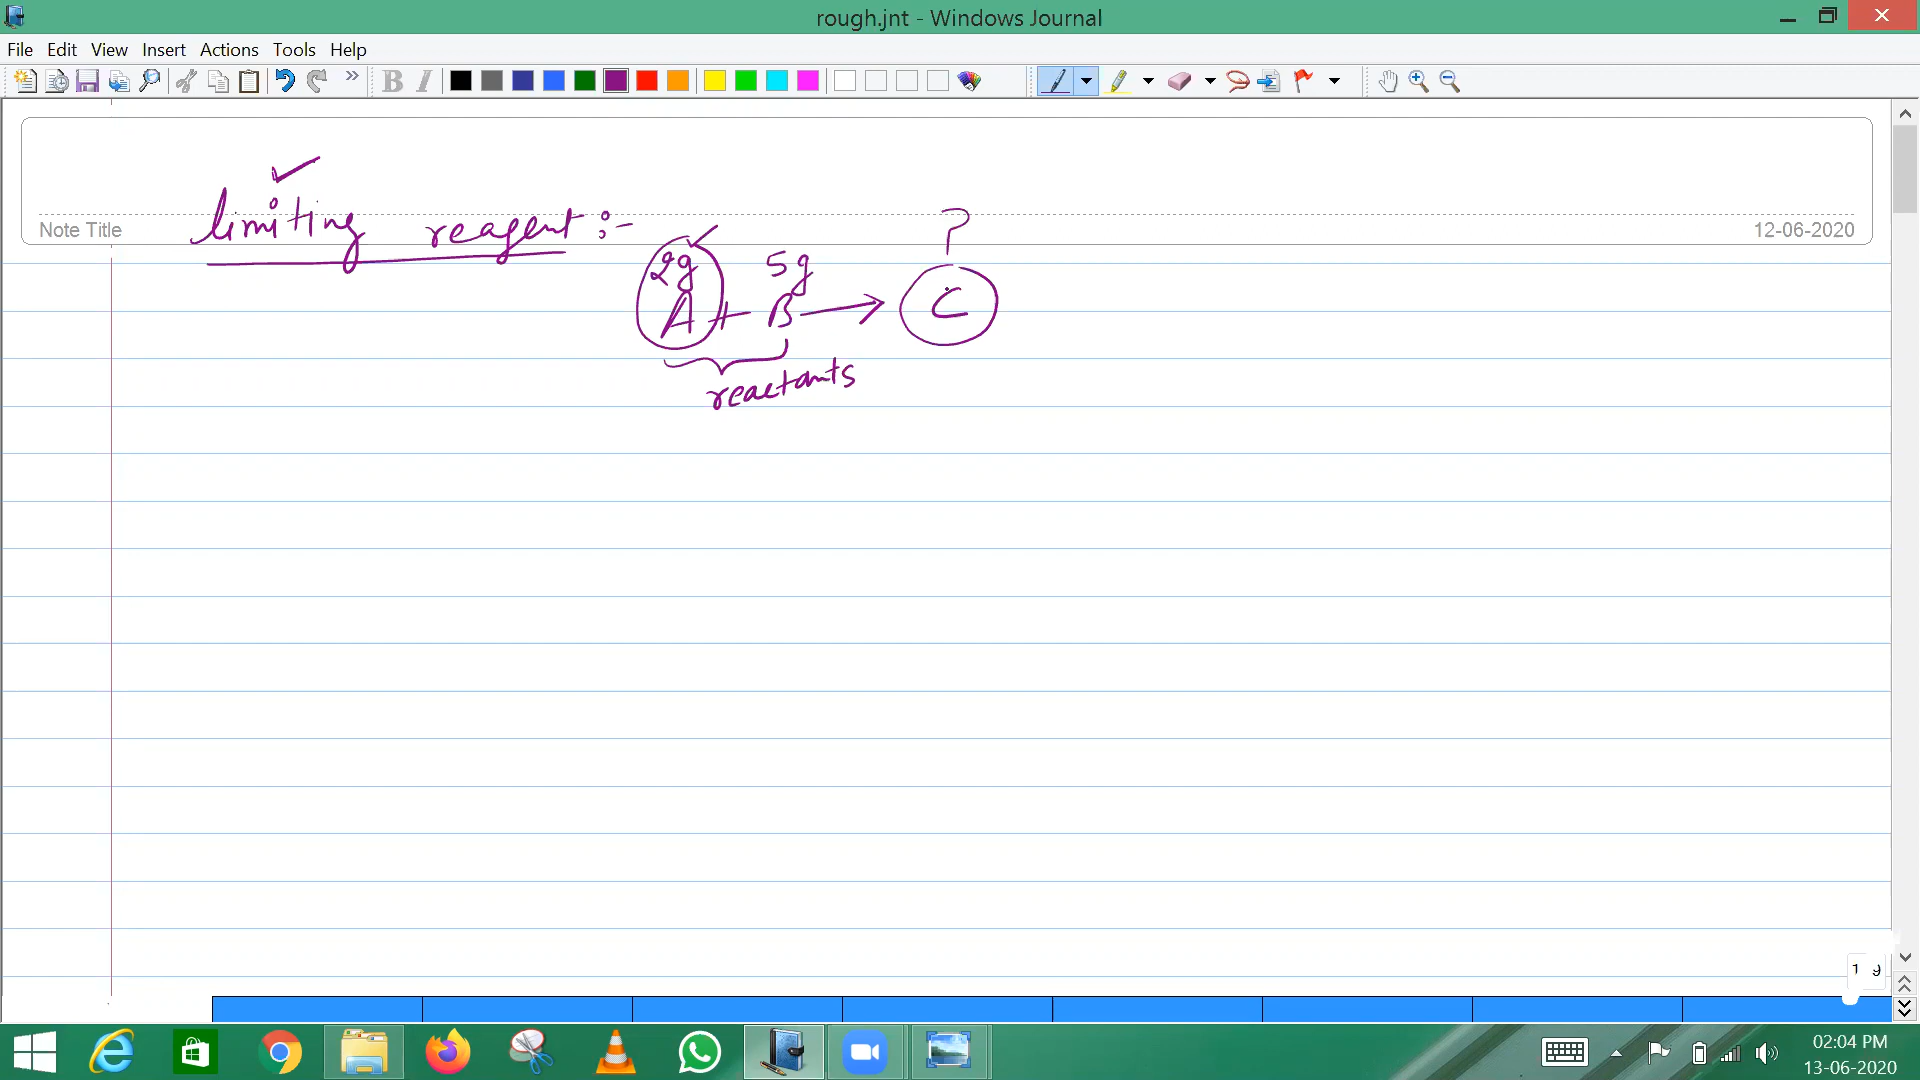 rough.jnt - Windows Journal
File Edit View Insert Actions Tools Help
B I
Note Title
limiting reagent :-
?
12-06-2020
2g 5g
A + B → C
reactants
02:04 PM
13-06-2020